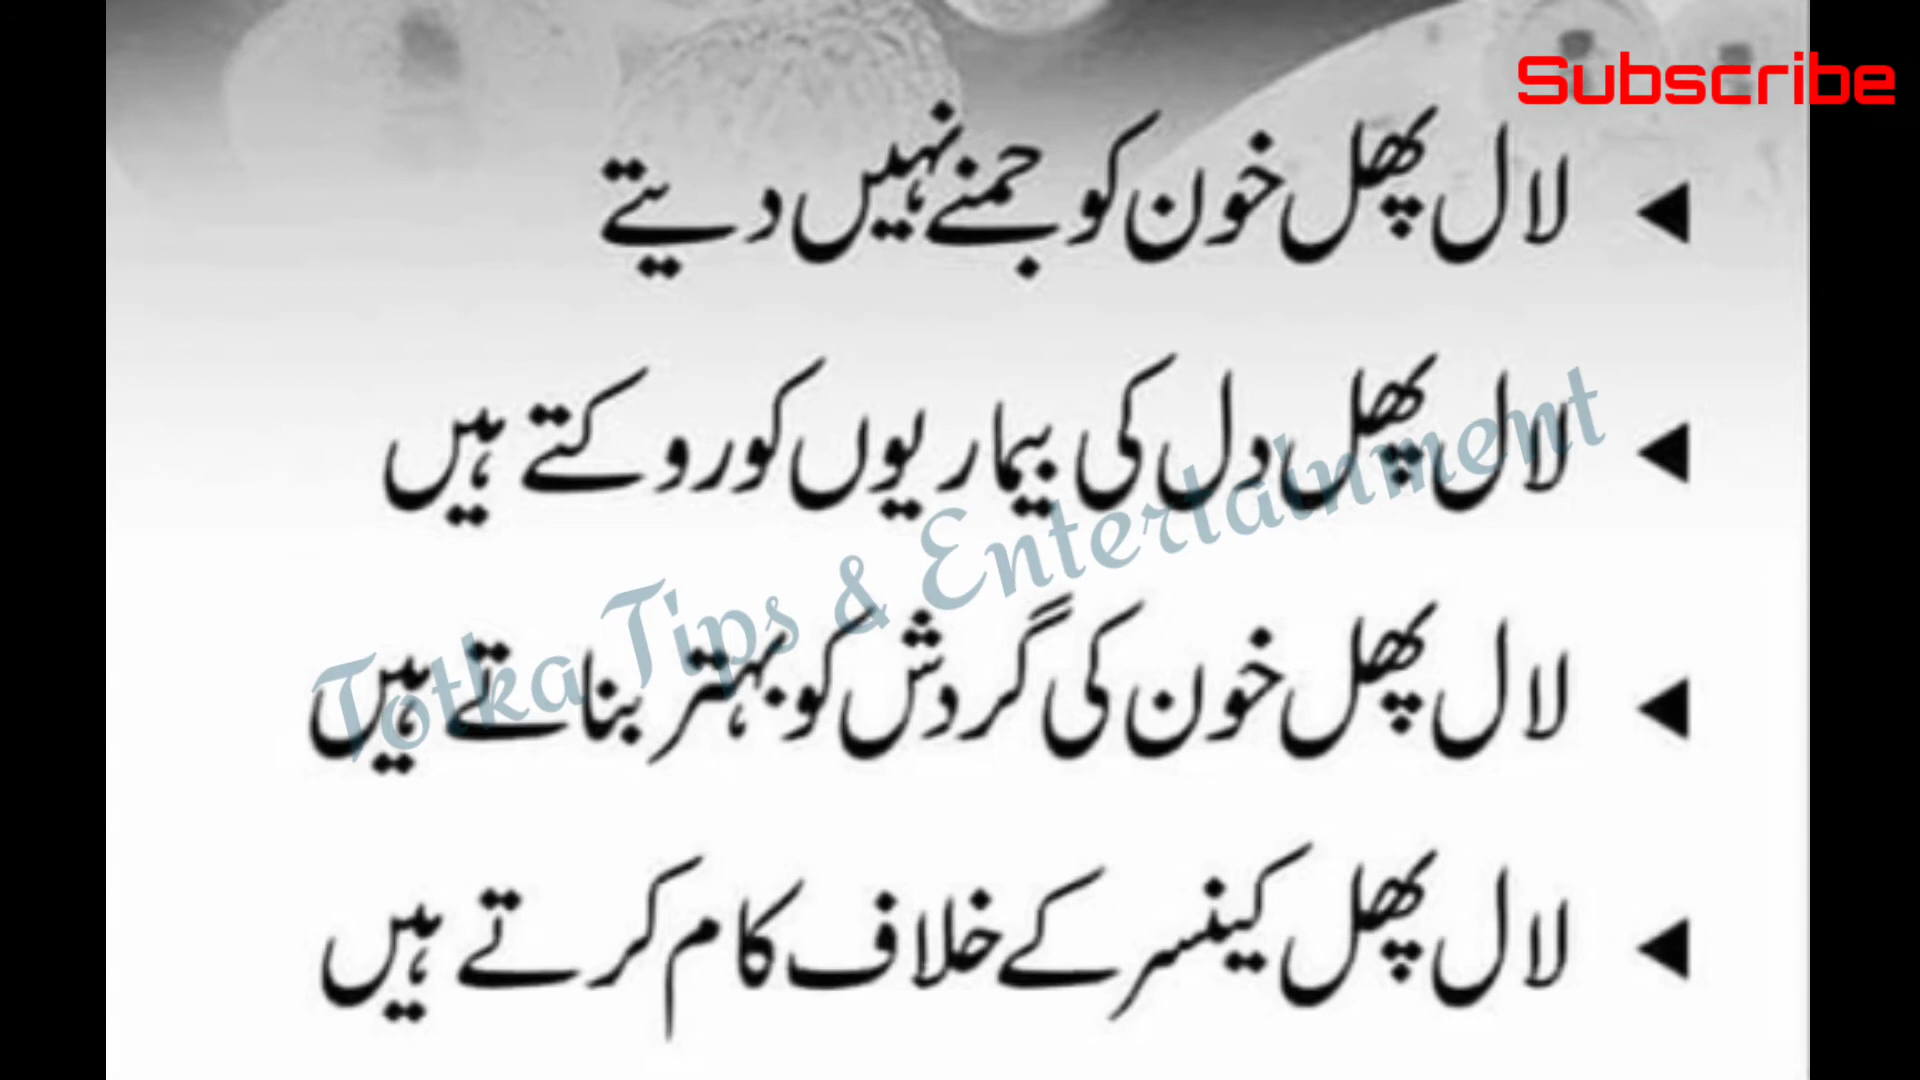 Subscribe
لال پھل خون کو جمنے نہیں دیتے
لال پھل دل کی بیماریوں کو روکتے ہیں
لال پھل خون کی گردش کو بہتر بناتے ہیں
لال پھل کینسر کے خلاف کام کرتے ہیں
Totka Tips & Entertainment